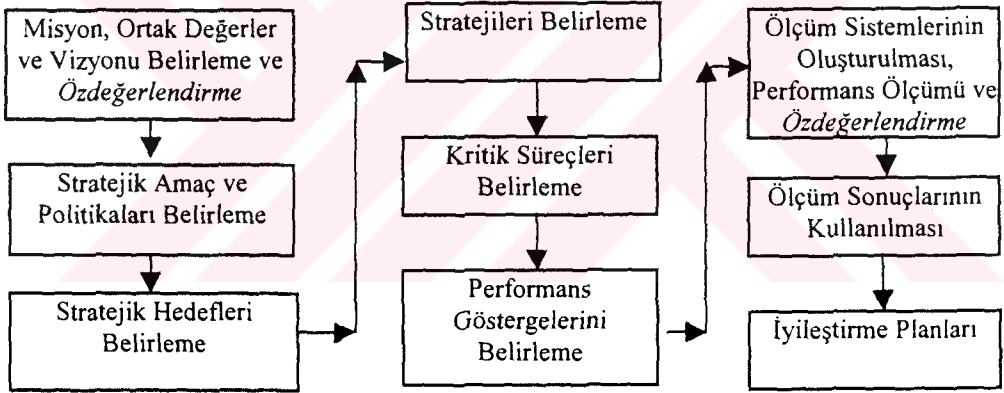 Misyon, Ortak Değerler
ve Vizyonu Belirleme ve
Özdeğerlendirme
Stratejik Amaç ve
Politikaları Belirleme
Stratejik Hedefleri
Belirleme
Stratejileri Belirleme
Kritik Süreçleri
Belirleme
Performans
Göstergelerini
Belirleme
Ölçüm Sistemlerinin
Oluşturulması,
Performans Ölçümü ve
Özdeğerlendirme
Ölçüm Sonuçlarının
Kullanılması
İyileştirme Planları